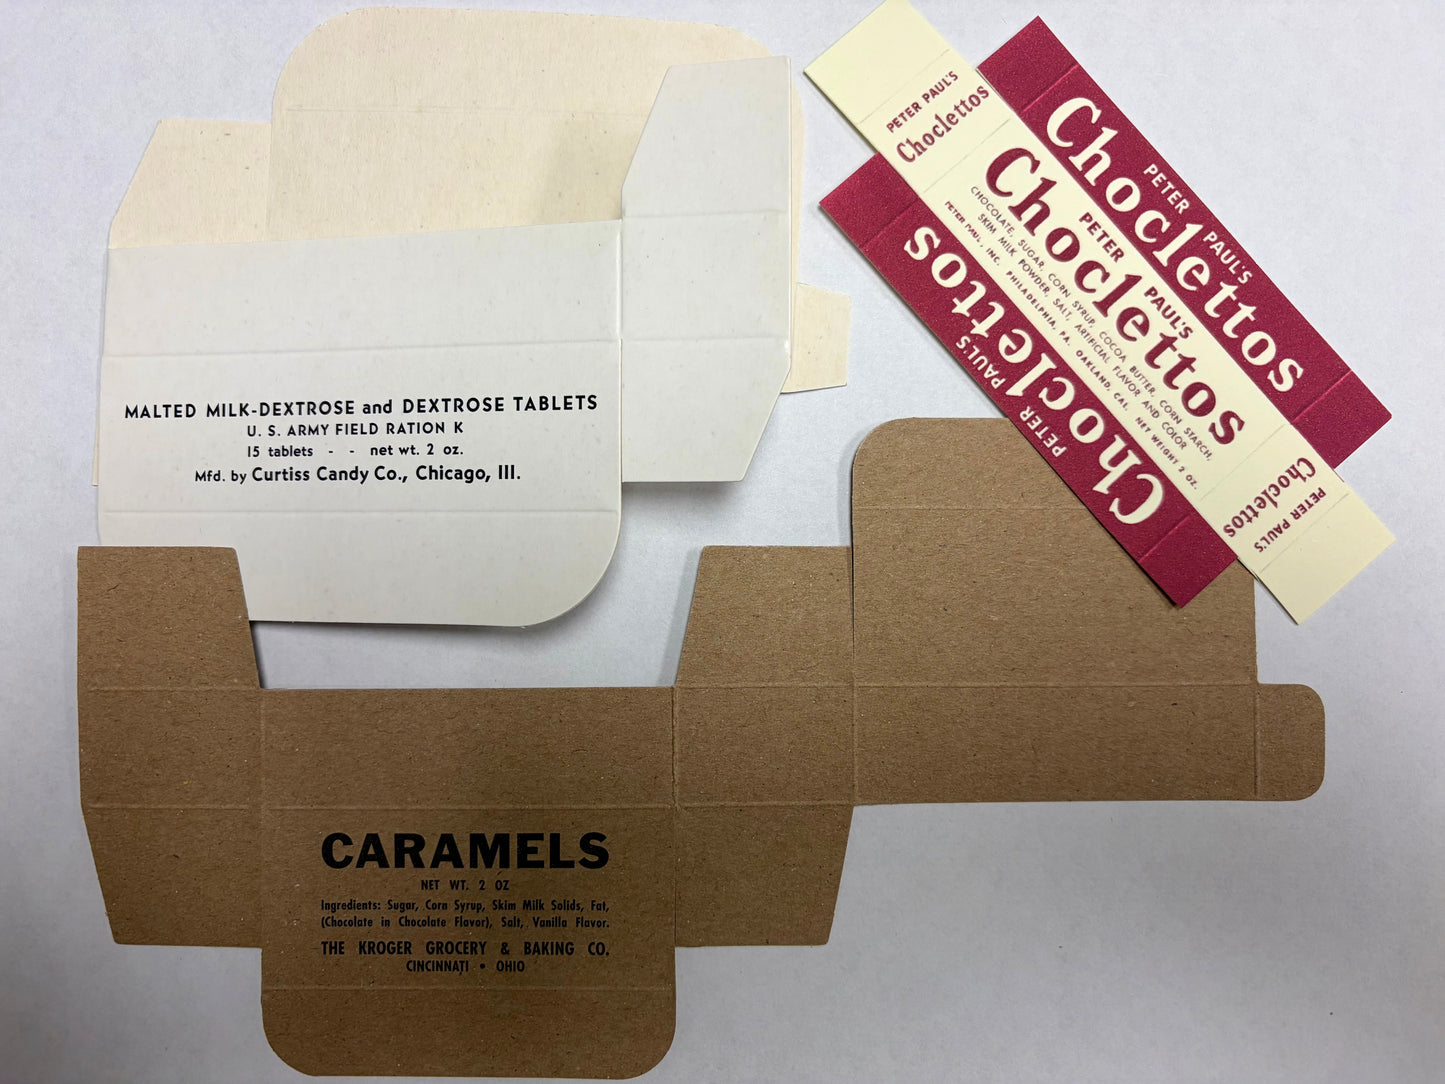 MALTED MILK-DEXTROSE and DEXTROSE TABLETS
U. S. ARMY FIELD RATION K
15 tablets - - net wt. 2 oz.
Mfd. by Curtiss Candy Co., Chicago, Ill.
PETER PAUL'S
Choclettos
PETER PAUL'S
Choclettos
PETER PAUL'S
Choclettos
CHOCOLATE, SUGAR, CORN SYRUP, COCOA BUTTER, CORN STARCH,
SKIM MILK POWDER, SALT, ARTIFICIAL FLAVOR AND COLOR
PETER PAUL, INC. PHILADELPHIA, PA. OAKLAND, CAL. NET WEIGHT 2 OZ.
PETER PAUL'S
Choclettos
PETER PAUL'S
Choclettos
CARAMELS
NET WT. 2 OZ
Ingredients: Sugar, Corn Syrup, Skim Milk Solids, Fat,
(Chocolate in Chocolate Flavor), Salt, Vanilla Flavor.
THE KROGER GROCERY & BAKING CO.
CINCINNATI • OHIO